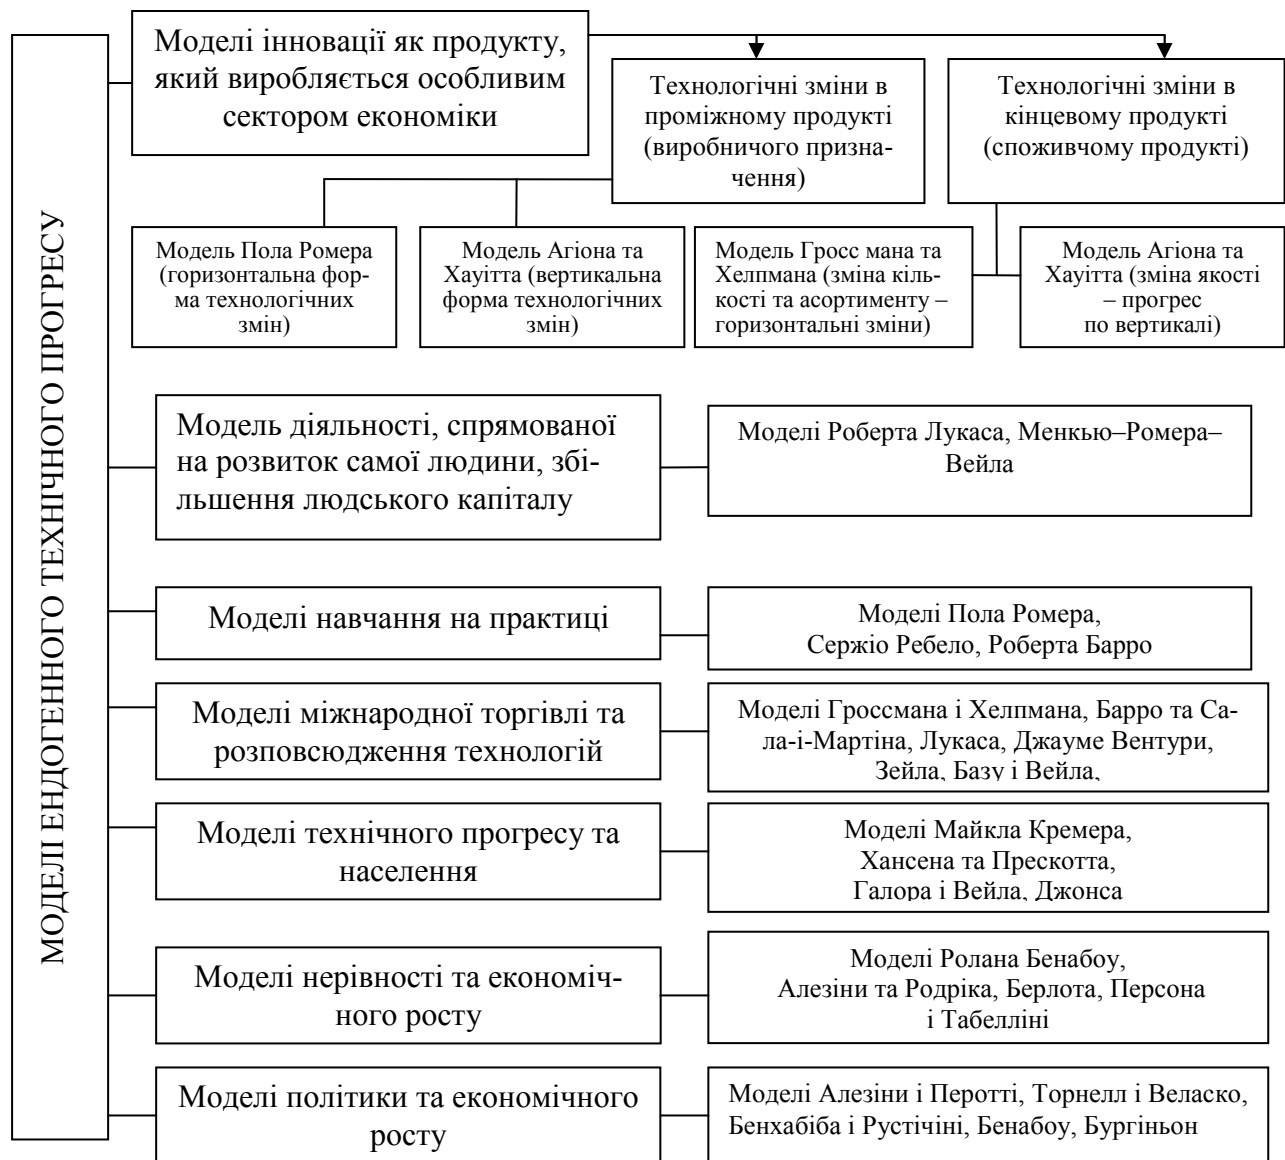 МОДЕЛІ ЕНДОГЕННОГО ТЕХНІЧНОГО ПРОГРЕСУ
Моделі інновації як продукту,
який виробляється особливим
сектором економіки
Технологічні зміни в
проміжному продукті
(виробничого призна-
чення)
Технологічні зміни в
кінцевому продукті
(споживчому продукті)
Модель Пола Ромера
(горизонтальна фор-
ма технологічних
змін)
Модель Агіона та
Хауітта (вертикальна
форма технологічних
змін)
Модель Гросс мана та
Хелпмана (зміна кіль-
кості та асортименту –
горизонтальні зміни)
Модель Агіона та
Хауітта (зміна якості
– прогрес
по вертикалі)
Модель діяльності, спрямованої
на розвиток самої людини, збі-
льшення людського капіталу
Моделі Роберта Лукаса, Менкью–Ромера–
Вейла
Моделі навчання на практиці
Моделі Пола Ромера,
Сержіо Ребело, Роберта Барро
Моделі міжнародної торгівлі та
розповсюдження технологій
Моделі Гроссмана і Хелпмана, Барро та Са-
ла-і-Мартіна, Лукаса, Джауме Вентури,
Зейла, Базу і Вейла,
Моделі технічного прогресу та
населення
Моделі Майкла Кремера,
Хансена та Прескотта,
Галора і Вейла, Джонса
Моделі нерівності та економіч-
ного росту
Моделі Ролана Бенабоу,
Алезіни та Родріка, Берлота, Персона
і Табелліні
Моделі політики та економічного
росту
Моделі Алезіни і Перотті, Торнелл і Веласко,
Бенхабіба і Рустічіні, Бенабоу, Бургіньон